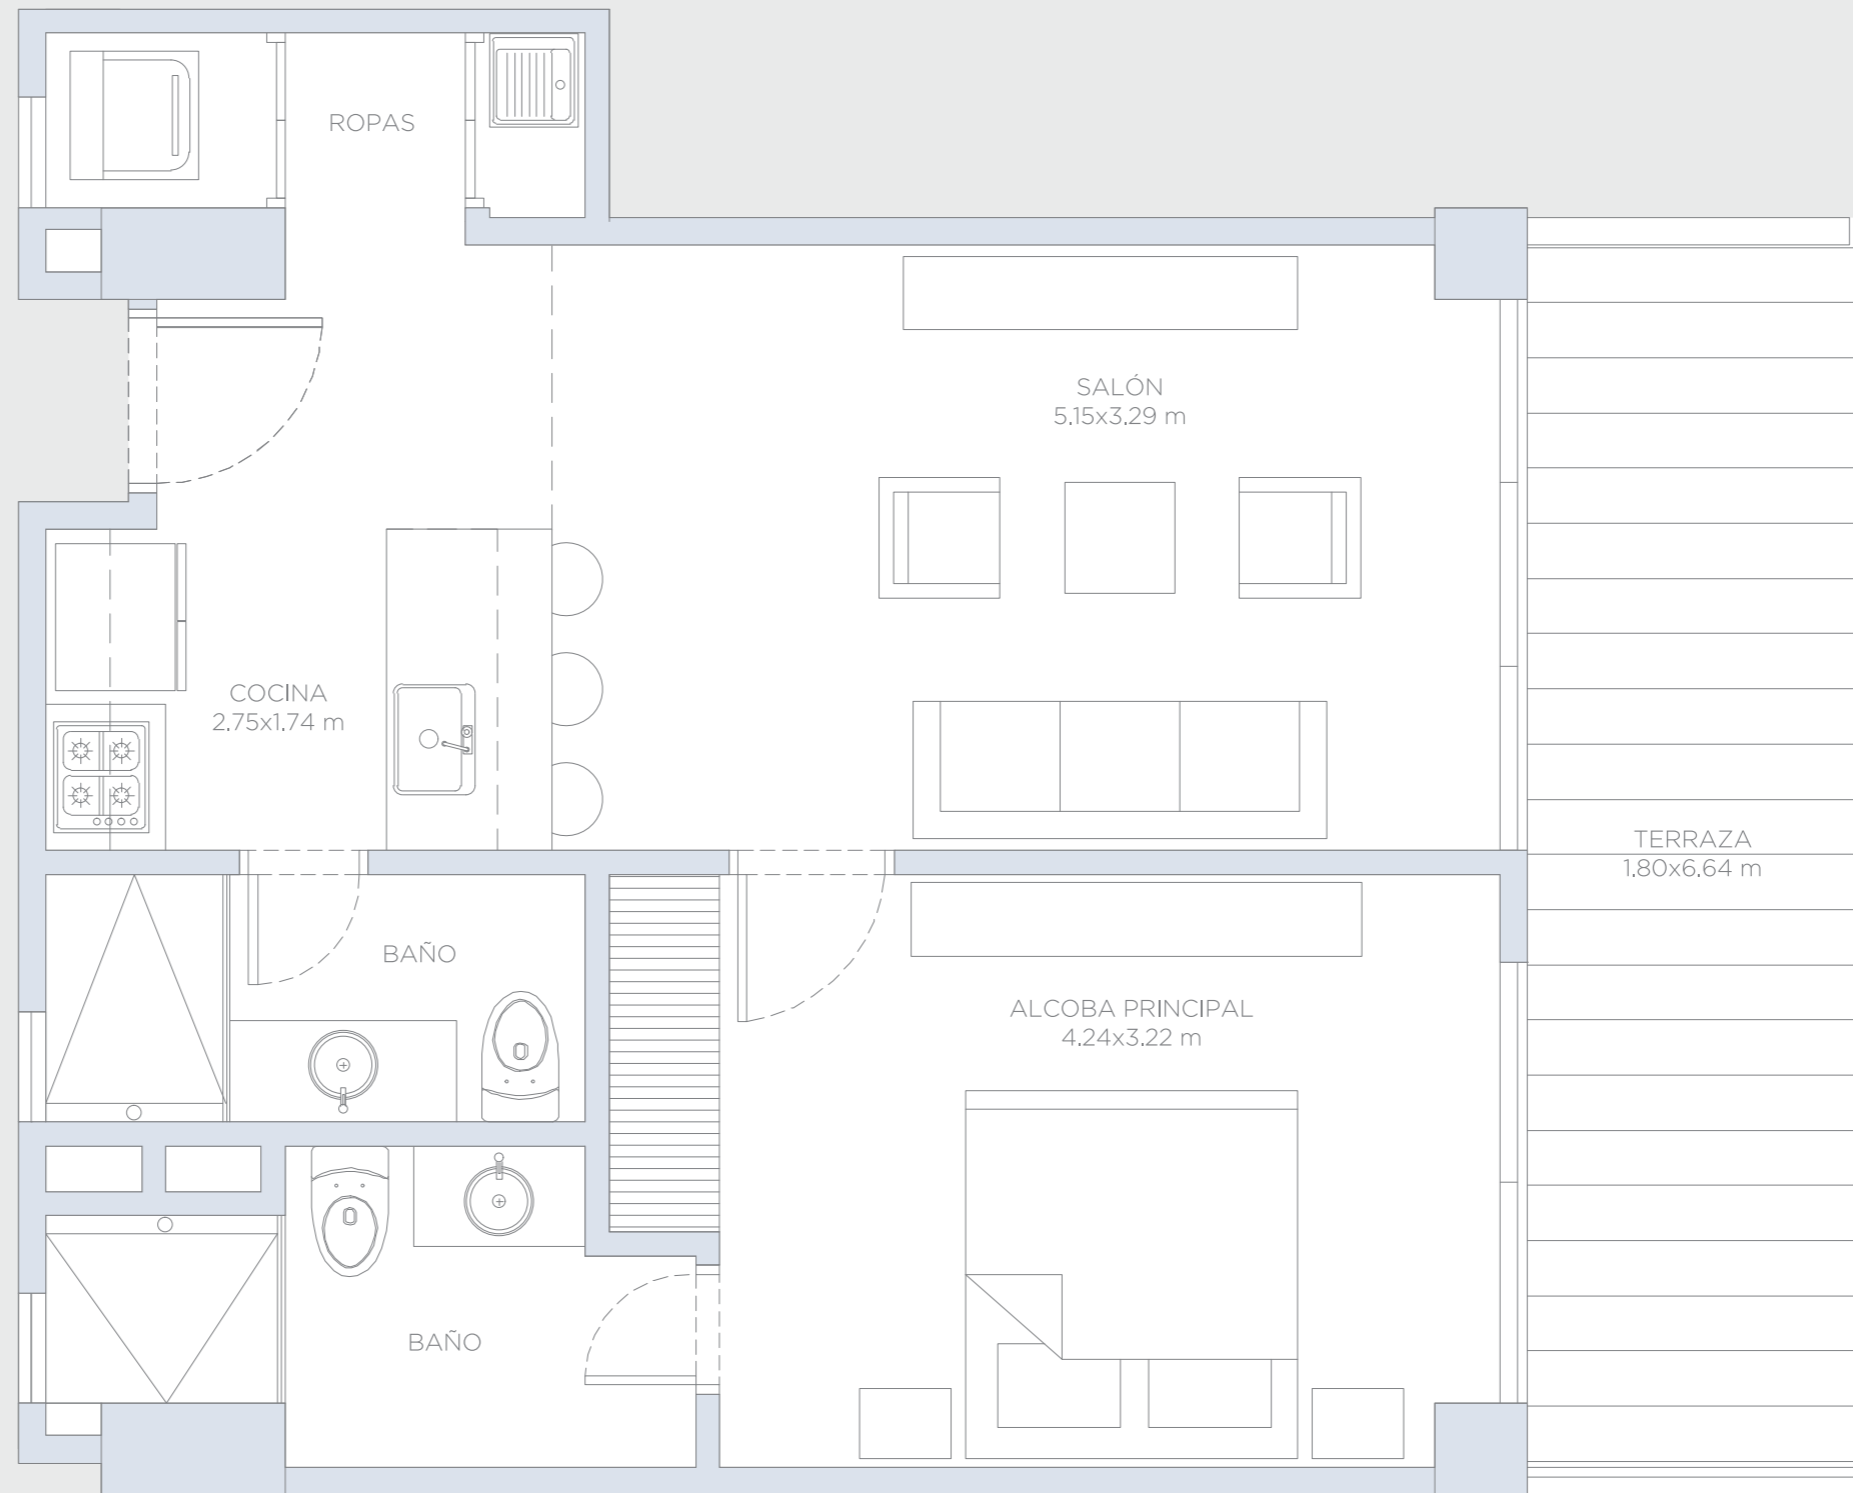 ROPAS
SALÓN
5.15x3.29 m
COCINA
2.75x1.74 m
TERRAZA
1.80x6.64 m
BAÑO
ALCOBA PRINCIPAL
4.24x3.22 m
BAÑO